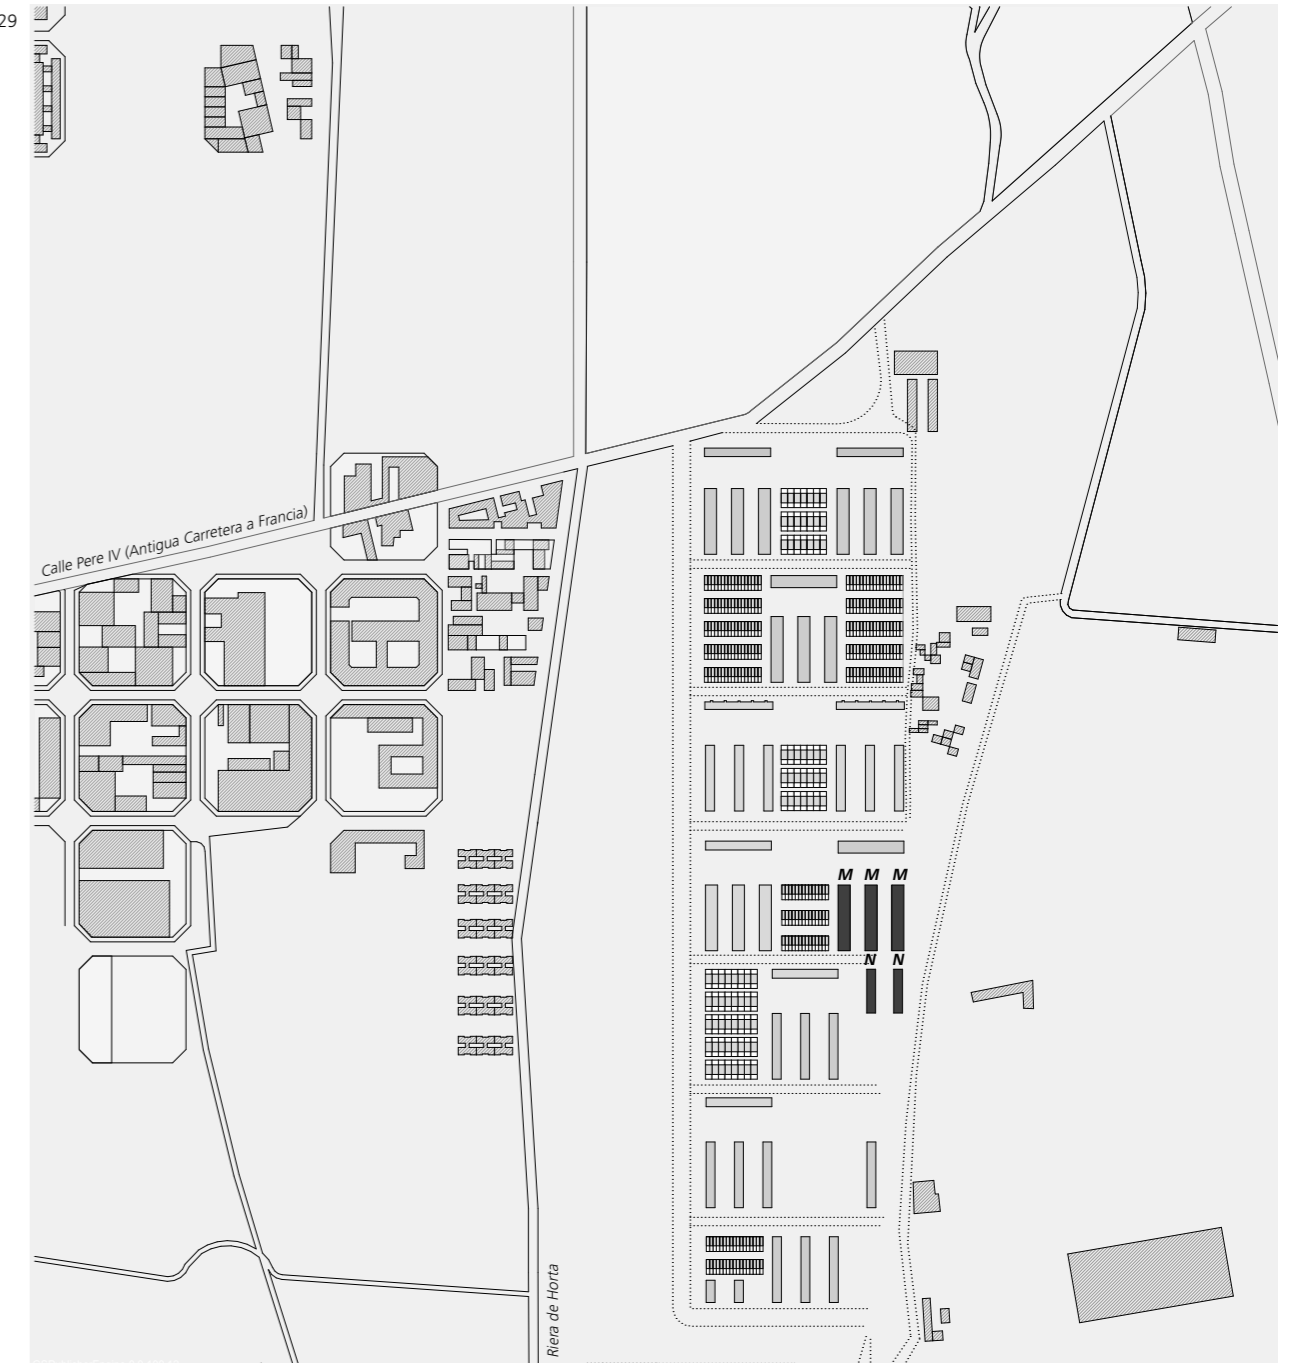 29
Calle Pere IV (Antigua Carretera a Francia)
M M M
N N
Riera de Horta